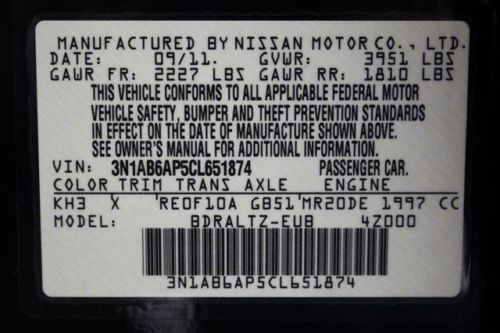 MANUFACTURED BY NISSAN MOTOR CO., LTD.
DATE: 09/11. GVWR: 3951 LBS
GAWR FR: 2227 LBS GAWR RR: 1810 LBS
THIS VEHICLE CONFORMS TO ALL APPLICABLE FEDERAL MOTOR
VEHICLE SAFETY, BUMPER AND THEFT PREVENTION STANDARDS
IN EFFECT ON THE DATE OF MANUFACTURE SHOWN ABOVE.
SEE OWNER'S MANUAL FOR ADDITIONAL INFORMATION.
VIN: 3N1AB6AP5CL651874 PASSENGER CAR.
COLOR TRIM TRANS AXLE ENGINE
KH3 X 'RE0F10A GB51'MR20DE 1997 CC
MODEL: BDRALTZ-EUB 4Z000
3N1AB6AP5CL651874